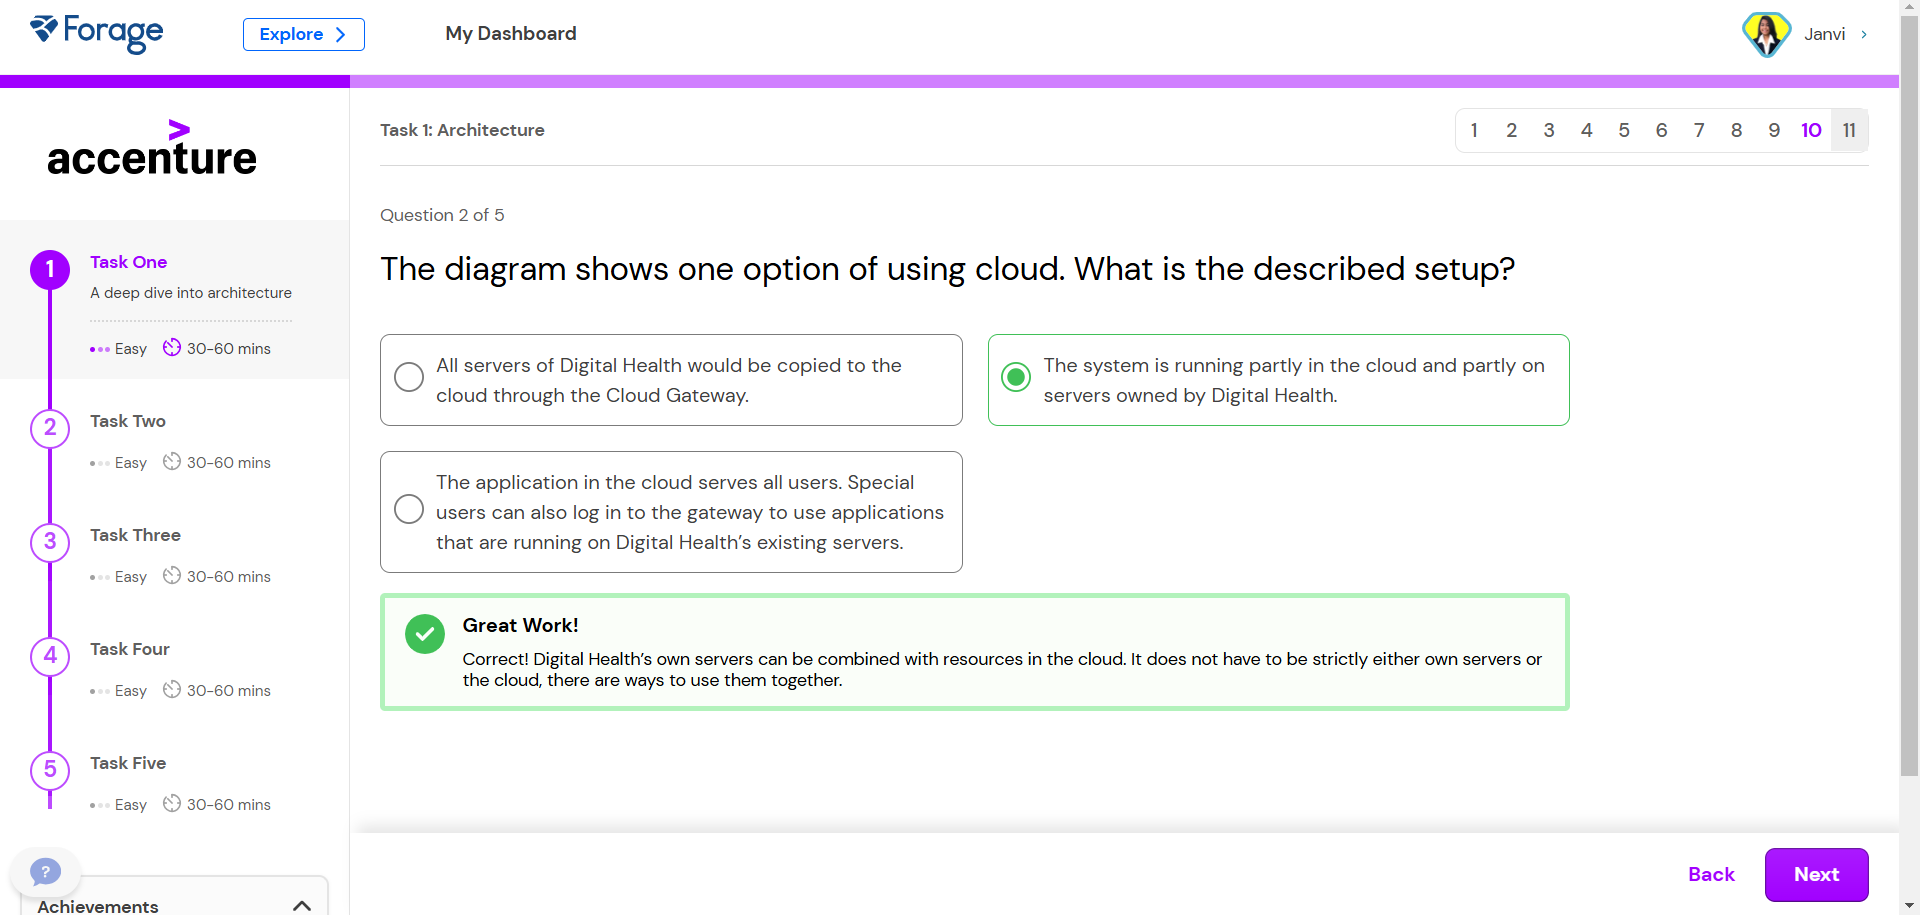 Forage
Explore
My Dashboard
Janvi
accenture
Task 1: Architecture
1 2 3 4 5 6 7 8 9 10 11
Question 2 of 5
The diagram shows one option of using cloud. What is the described setup?
All servers of Digital Health would be copied to the
cloud through the Cloud Gateway.
The system is running partly in the cloud and partly on
servers owned by Digital Health.
The application in the cloud serves all users. Special
users can also log in to the gateway to use applications
that are running on Digital Health’s existing servers.
Great Work!
Correct! Digital Health’s own servers can be combined with resources in the cloud. It does not have to be strictly either own servers or
the cloud, there are ways to use them together.
1
Task One
A deep dive into architecture
Easy 30-60 mins
2
Task Two
Easy 30-60 mins
3
Task Three
Easy 30-60 mins
4
Task Four
Easy 30-60 mins
5
Task Five
Easy 30-60 mins
?
Achievements
Back
Next